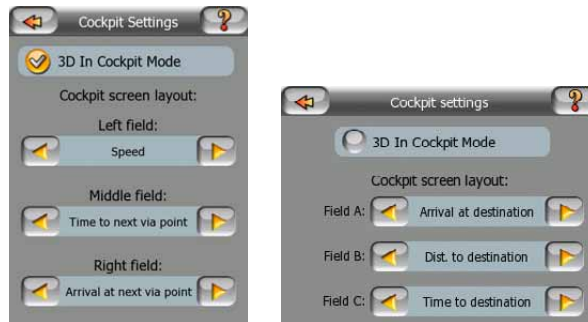 Cockpit Settings
3D In Cockpit Mode
Cockpit screen layout:
Left field:
Speed
Middle field:
Time to next via point
Right field:
Arrival at next via point
Cockpit settings
3D In Cockpit Mode
Cockpit screen layout:
Field A: Arrival at destination
Field B: Dist. to destination
Field C: Time to destination